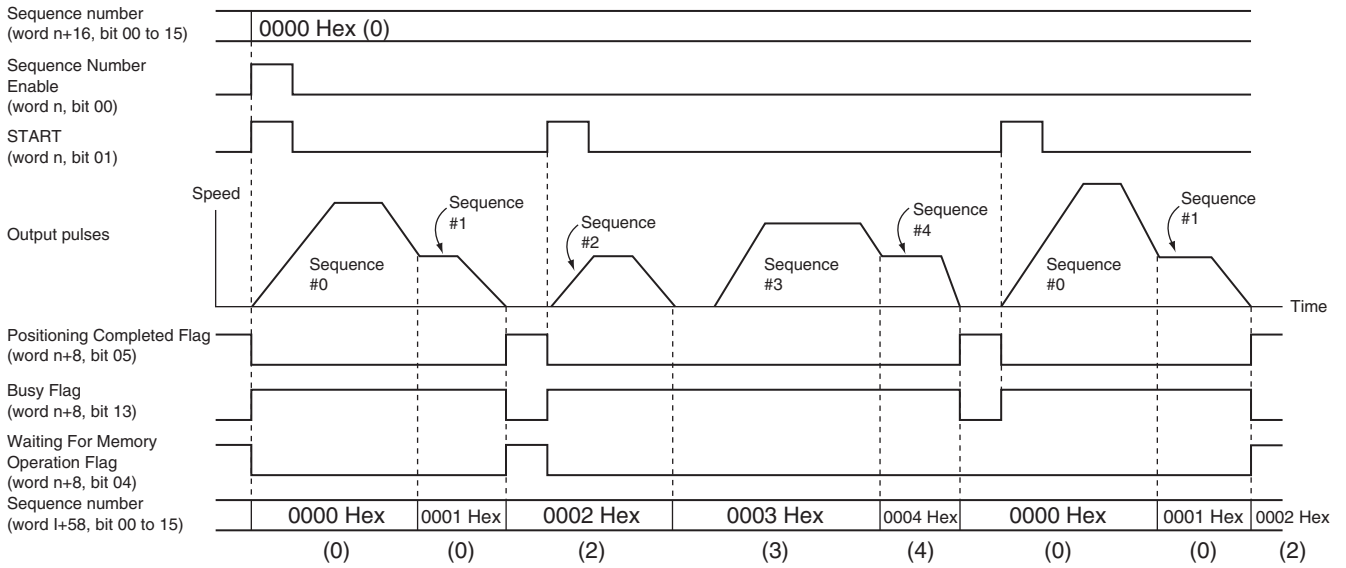 Sequence number
(word n+16, bit 00 to 15)
0000 Hex (0)
Sequence Number
Enable
(word n, bit 00)
START
(word n, bit 01)
Speed
Output pulses
Sequence
#0
Sequence
#1
Sequence
#2
Sequence
#3
Sequence
#4
Sequence
#0
Sequence
#1
Time
Positioning Completed Flag
(word n+8, bit 05)
Busy Flag
(word n+8, bit 13)
Waiting For Memory
Operation Flag
(word n+8, bit 04)
Sequence number
(word I+58, bit 00 to 15)
0000 Hex 0001 Hex 0002 Hex 0003 Hex 0004 Hex 0000 Hex 0001 Hex 0002 Hex
(0) (0) (2) (3) (4) (0) (0) (2)